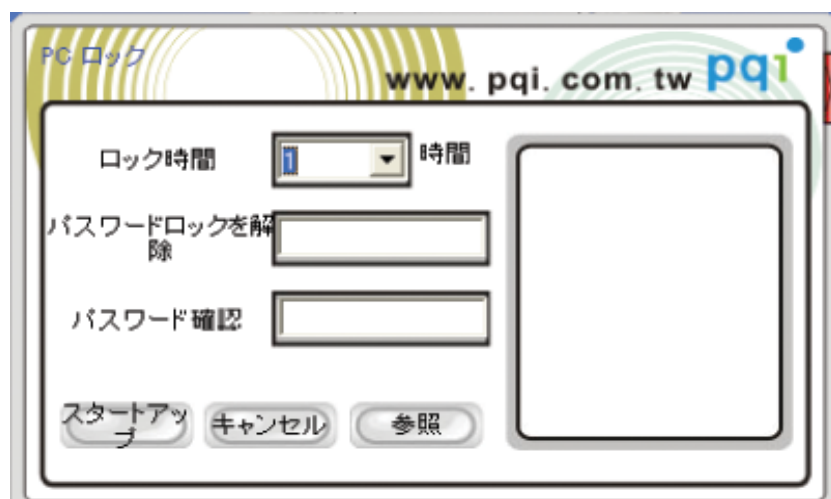 PC ロック
www. pqi. com. tw pqi
ロック時間
1
時間
パスワードロックを解
除
パスワード確認
スタートアッ
プ
キャンセル
参照